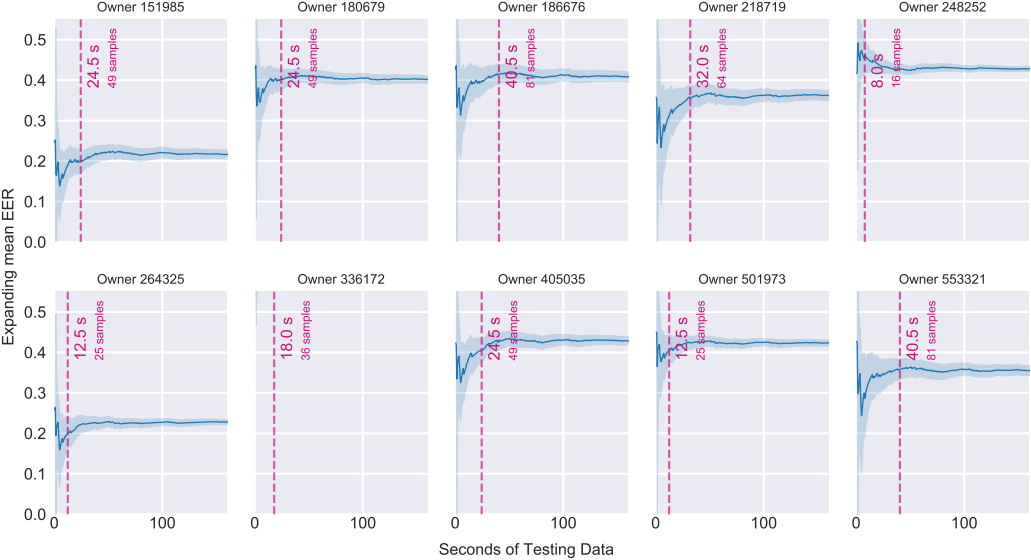 Owner 151985
Owner 180679
Owner 186676
Owner 218719
Owner 248252
0.5
0.4
0.3
0.2
0.1
0.0
24.5 s
49 samples
24.5 s
49 samples
40.5 s
81 samples
32.0 s
64 samples
8.0 s
16 samples
Expanding mean EER
Owner 264325
Owner 336172
Owner 405035
Owner 501973
Owner 553321
0.5
0.4
0.3
0.2
0.1
0.0
12.5 s
25 samples
18.0 s
36 samples
24.5 s
49 samples
12.5 s
25 samples
40.5 s
81 samples
0
100
0
100
0
100
0
100
0
100
Seconds of Testing Data